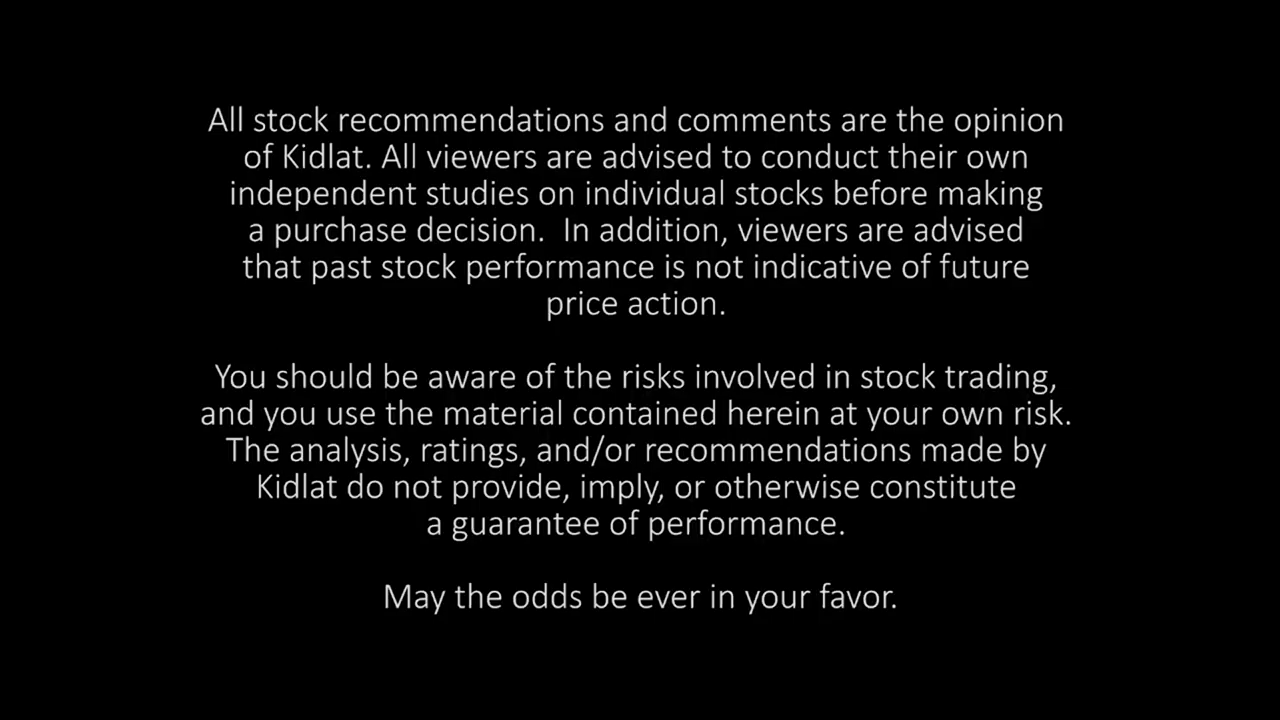 All stock recommendations and comments are the opinion
of Kidlat. All viewers are advised to conduct their own
independent studies on individual stocks before making
a purchase decision.  In addition, viewers are advised
that past stock performance is not indicative of future
price action.
You should be aware of the risks involved in stock trading,
and you use the material contained herein at your own risk.
The analysis, ratings, and/or recommendations made by
Kidlat do not provide, imply, or otherwise constitute
a guarantee of performance.
May the odds be ever in your favor.